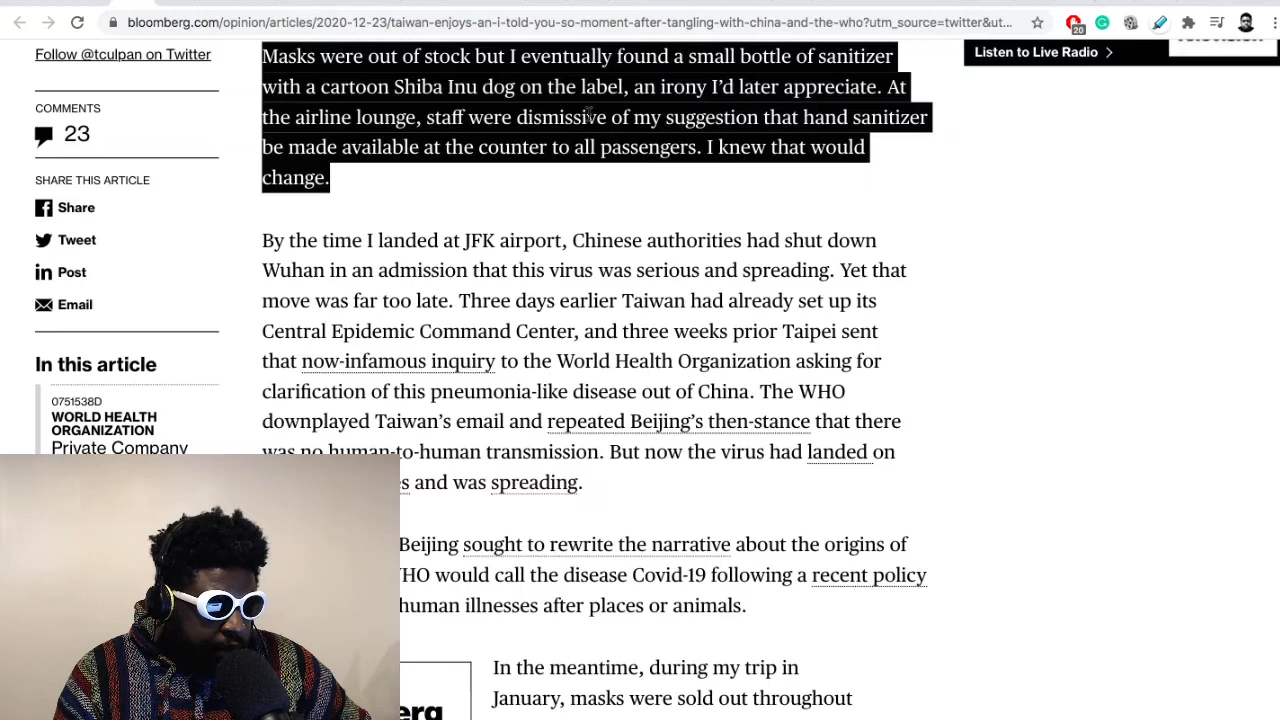 bloomberg.com/opinion/articles/2020-12-23/taiwan-enjoys-an-i-told-you-so-moment-after-tangling-with-china-and-the-who?utm_source=twitter&ut...
20
Follow @tculpan on Twitter
COMMENTS
23
SHARE THIS ARTICLE
Share
Tweet
Post
Email
In this article
0751538D
WORLD HEALTH
ORGANIZATION
Private Company
Masks were out of stock but I eventually found a small bottle of sanitizer
with a cartoon Shiba Inu dog on the label, an irony I’d later appreciate. At
the airline lounge, staff were dismissive of my suggestion that hand sanitizer
be made available at the counter to all passengers. I knew that would
change.
By the time I landed at JFK airport, Chinese authorities had shut down
Wuhan in an admission that this virus was serious and spreading. Yet that
move was far too late. Three days earlier Taiwan had already set up its
Central Epidemic Command Center, and three weeks prior Taipei sent
that now-infamous inquiry to the World Health Organization asking for
clarification of this pneumonia-like disease out of China. The WHO
downplayed Taiwan’s email and repeated Beijing’s then-stance that there
was no human-to-human transmission. But now the virus had landed on
and was spreading.
Beijing sought to rewrite the narrative about the origins of
HO would call the disease Covid-19 following a recent policy
human illnesses after places or animals.
In the meantime, during my trip in
January, masks were sold out throughout
erg
Listen to Live Radio